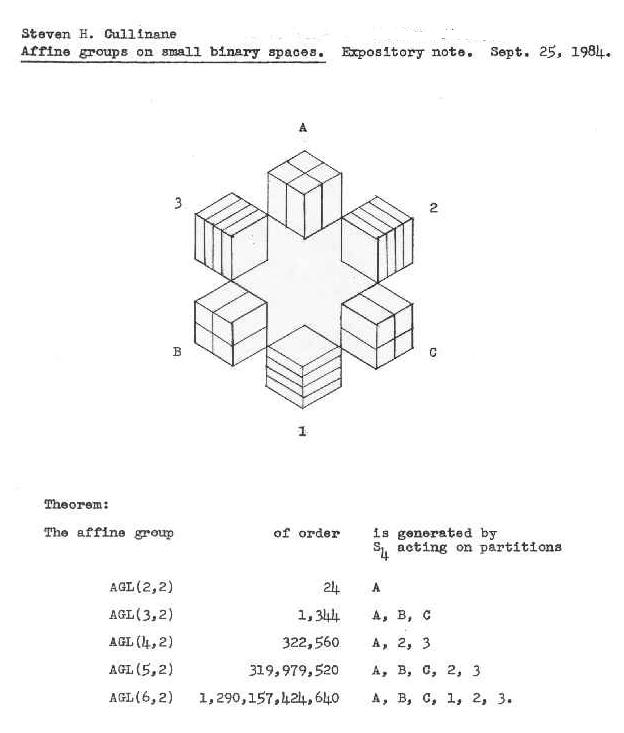 Steven H. Cullinane
Affine groups on small binary spaces. Expository note. Sept. 25, 1984.
A
3
2
B
C
1
Theorem:
The affine group of order is generated by
S4 acting on partitions
AGL(2,2) 24 A
AGL(3,2) 1,344 A, B, C
AGL(4,2) 322,560 A, 2, 3
AGL(5,2) 319,979,520 A, B, C, 2, 3
AGL(6,2) 1,290,157,424,640 A, B, C, 1, 2, 3.